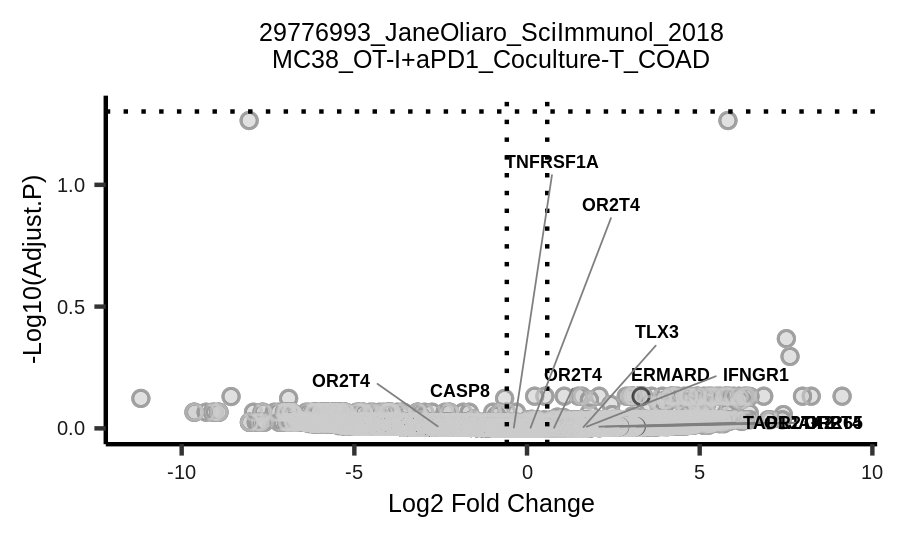 29776993_JaneOliaro_SciImmunol_2018
MC38_OT-I+aPD1_Coculture-T_COAD
-Log10(Adjust.P)
1.0
0.5
0.0
TNFRSF1A
OR2T4
TLX3
OR2T4
CASP8
OR2T4
ERMARD
IFNGR1
-10
-5
0
5
10
Log2 Fold Change